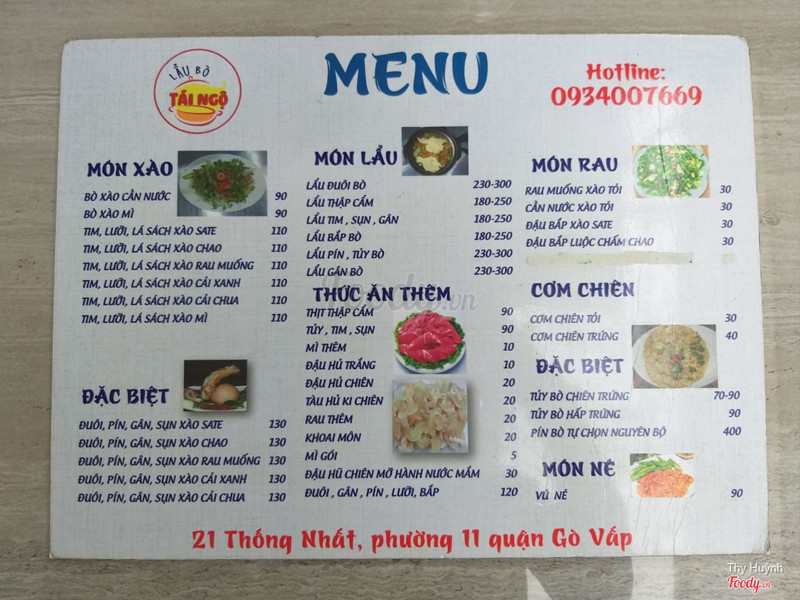 LẨU BÒ
TÁI NGỘ
MENU
Hotline:
0934007669
MÓN XÀO
BÒ XÀO CẦN NƯỚC 90
BÒ XÀO MÌ 90
TIM, LƯỠI, LÁ SÁCH XÀO SATE 110
TIM, LƯỠI, LÁ SÁCH XÀO CHAO 110
TIM, LƯỠI, LÁ SÁCH XÀO RAU MUỐNG 110
TIM, LƯỠI, LÁ SÁCH XÀO CẢI XANH 110
TIM, LƯỠI, LÁ SÁCH XÀO CẢI CHUA 110
TIM, LƯỠI, LÁ SÁCH XÀO MÌ 110
ĐẶC BIỆT
ĐUÔI, PÍN, GÂN, SỤN XÀO SATE 130
ĐUÔI, PÍN, GÂN, SỤN XÀO CHAO 130
ĐUÔI, PÍN, GÂN, SỤN XÀO RAU MUỐNG 130
ĐUÔI, PÍN, GÂN, SỤN XÀO CẢI XANH 130
ĐUÔI, PÍN, GÂN, SỤN XÀO CẢI CHUA 130
MÓN LẨU
LẨU ĐUÔI BÒ 230-300
LẨU THẬP CẨM 180-250
LẨU TIM , SỤN , GÂN 180-250
LẨU BẮP BÒ 180-250
LẨU PÍN , TỦY BÒ 230-300
LẨU GÂN BÒ 230-300
THỨC ĂN THÊM
THỊT THẬP CẨM 90
TỦY , TIM , SỤN 90
MÌ THÊM 10
ĐẬU HỦ TRẮNG 10
ĐẬU HỦ CHIÊN 20
TÀU HỦ KI CHIÊN 20
RAU THÊM 20
KHOAI MÔN 20
MÌ GÓI 5
ĐẬU HŨ CHIÊN MỠ HÀNH NƯỚC MẮM 30
ĐUÔI , GÂN , PÍN , LƯỠI, BẮP 120
MÓN RAU
RAU MUỐNG XÀO TỎI 30
CẦN NƯỚC XÀO TỎI 30
ĐẬU BẮP XÀO SATE 30
ĐẬU BẮP LUỘC CHẤM CHAO 30
CƠM CHIÊN
CƠM CHIÊN TỎI 30
CƠM CHIÊN TRỨNG 40
ĐẶC BIỆT
TỦY BÒ CHIÊN TRỨNG 70-90
TỦY BÒ HẤP TRỨNG 90
PÍN BÒ TỰ CHỌN NGUYÊN BỘ 400
MÓN NÉ
VÚ NÉ 90
21 Thống Nhất, phường 11 quận Gò Vấp
foody.vn
Thy Huỳnh
Foody.vn